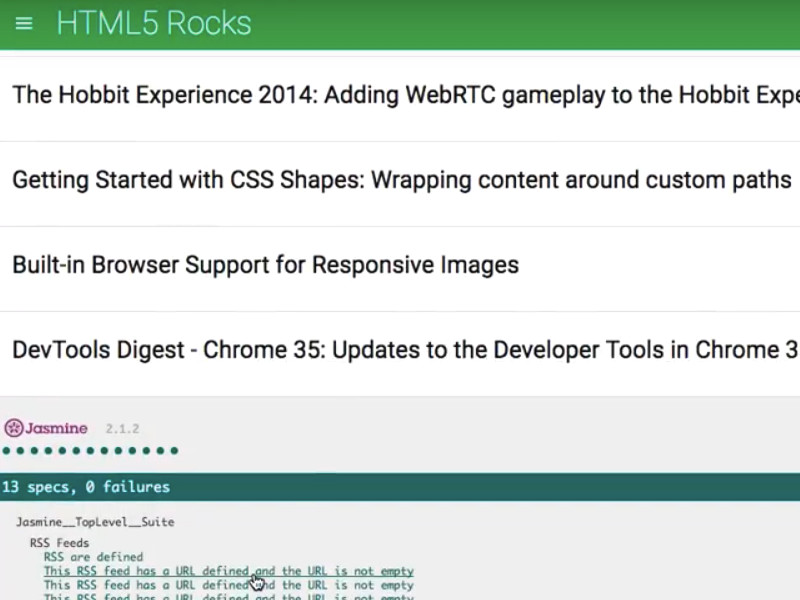 HTML5 Rocks
The Hobbit Experience 2014: Adding WebRTC gameplay to the Hobbit Expe
Getting Started with CSS Shapes: Wrapping content around custom paths
Built-in Browser Support for Responsive Images
DevTools Digest - Chrome 35: Updates to the Developer Tools in Chrome 3
Jasmine 2.1.2
13 specs, 0 failures
Jasmine__TopLevel__Suite
RSS Feeds
RSS are defined
This RSS feed has a URL defined and the URL is not empty
This RSS feed has a URL defined and the URL is not empty
This RSS feed has a URL defined and the URL is not empty